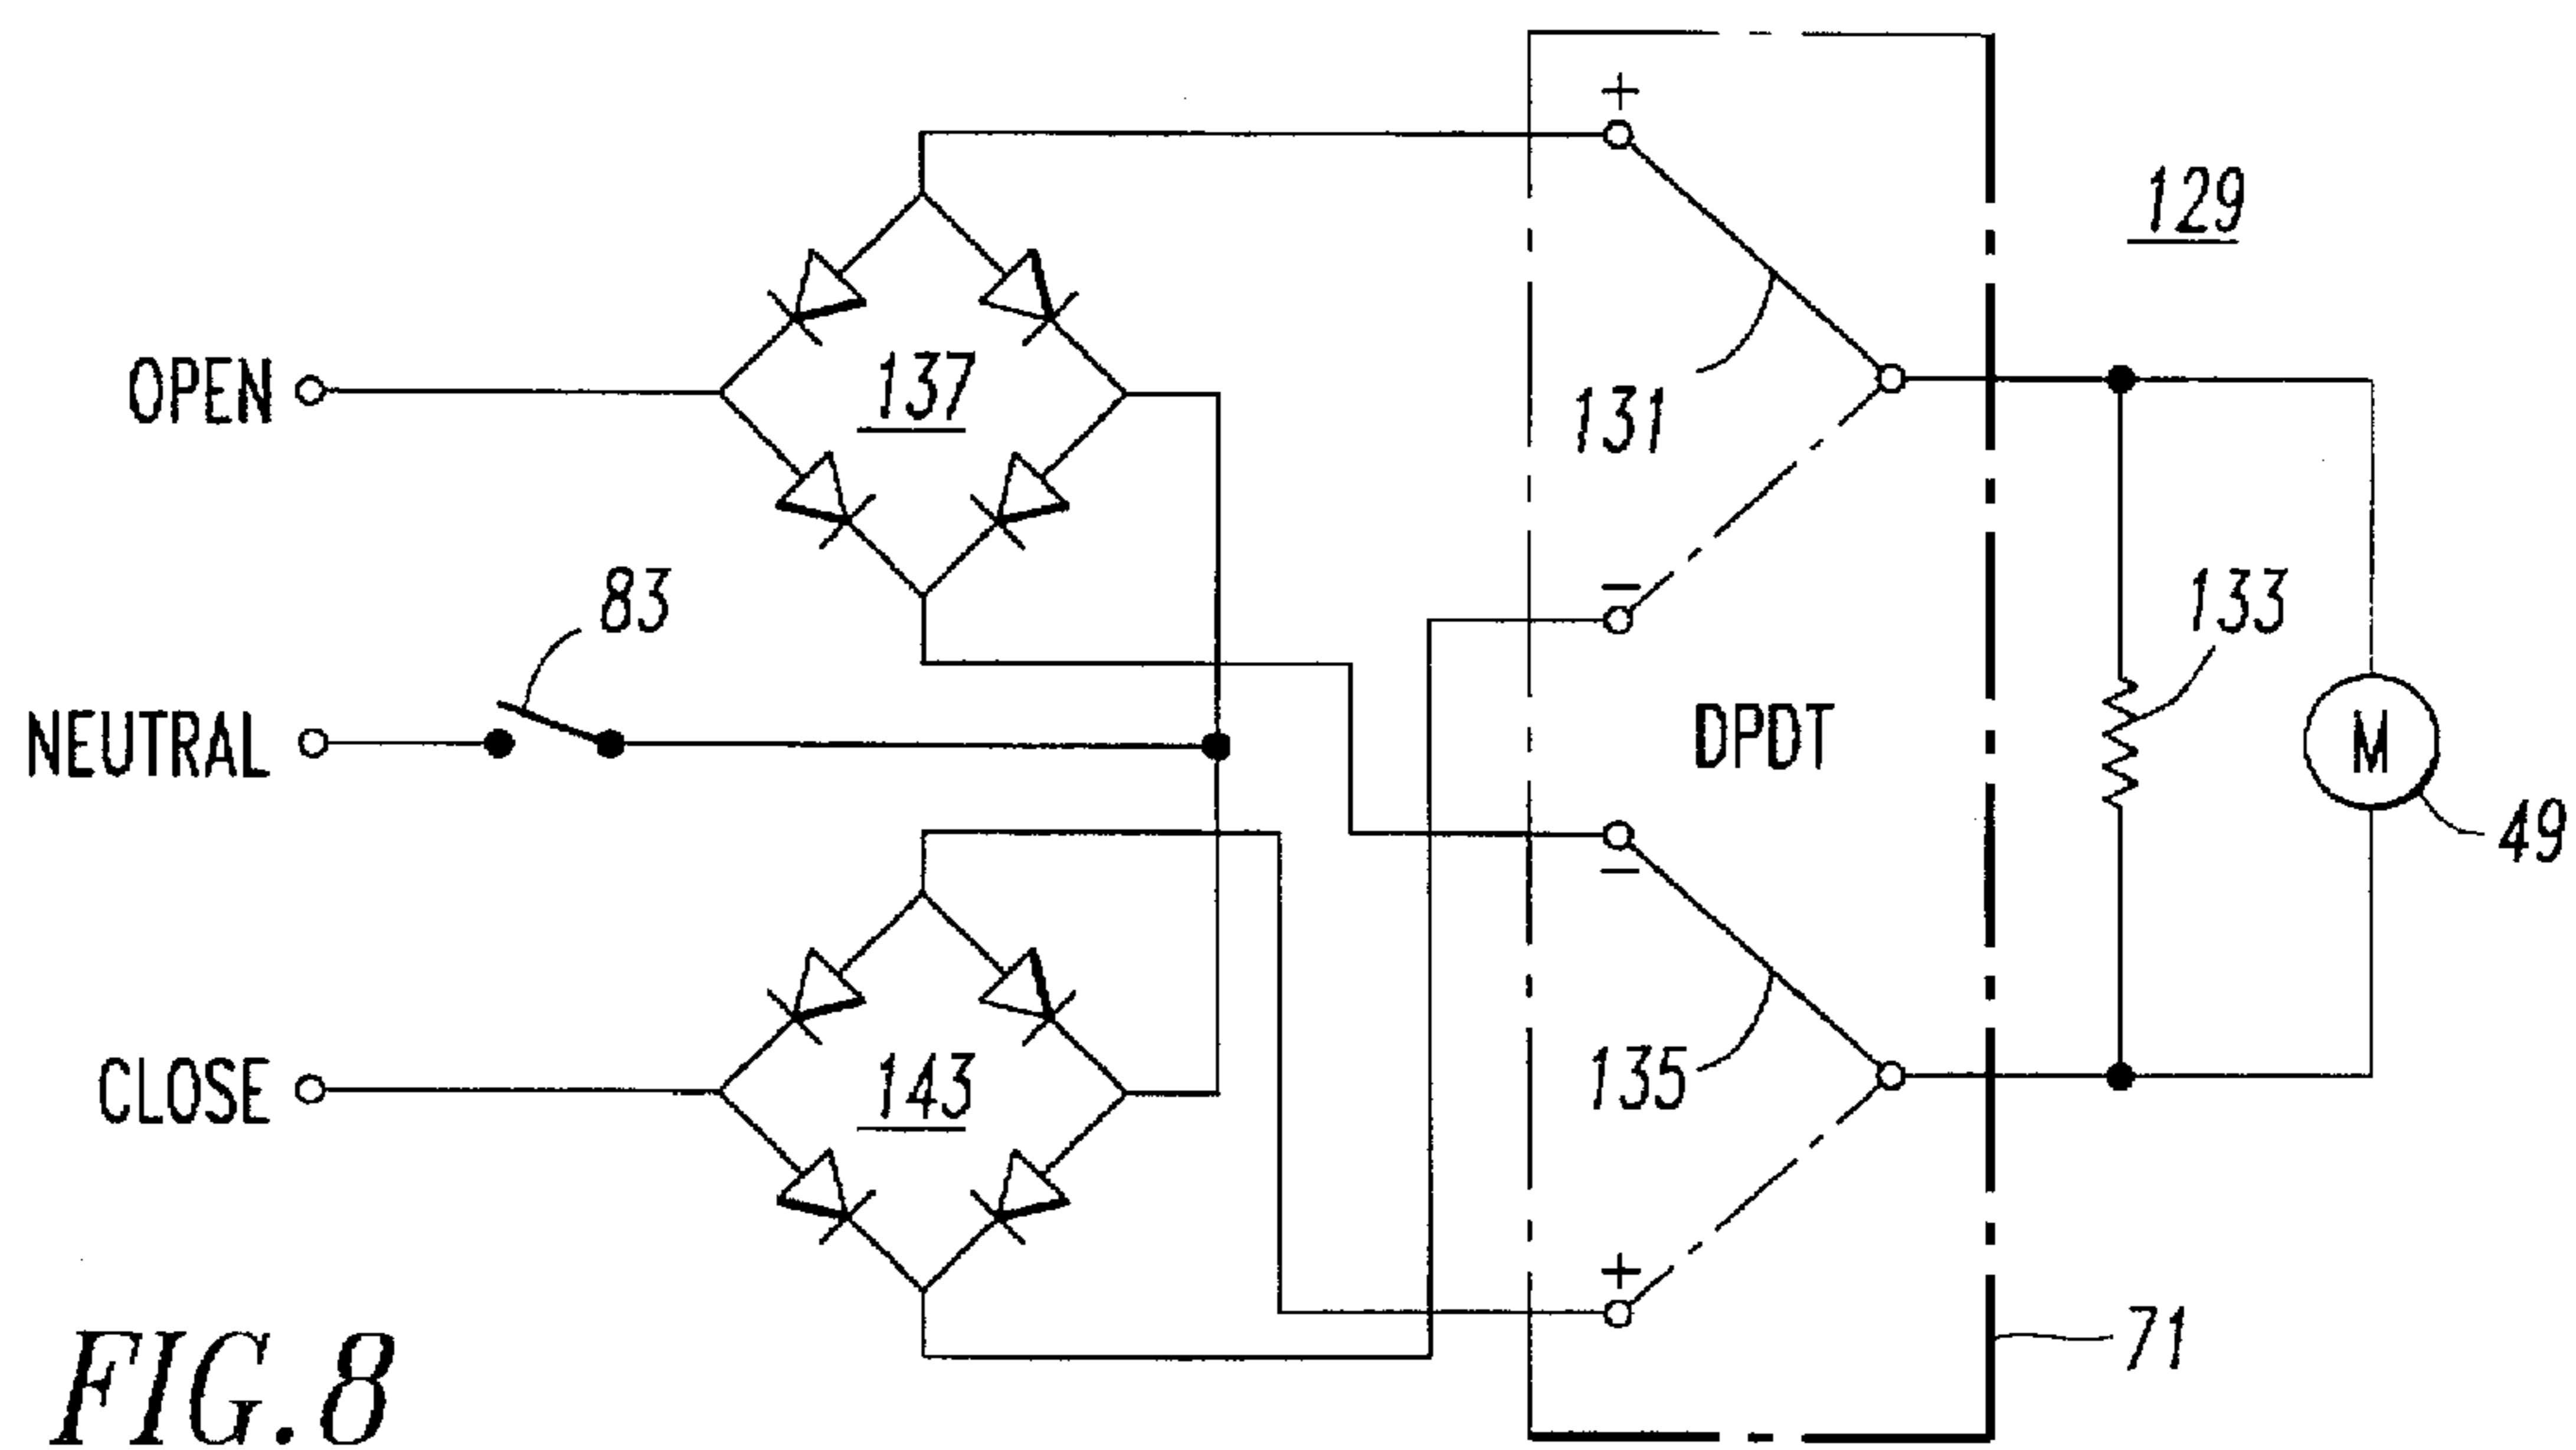 +
129
OPEN
137
131
83
−
133
NEUTRAL
DPDT
M
−
49
CLOSE
143
135
+
71
FIG.8